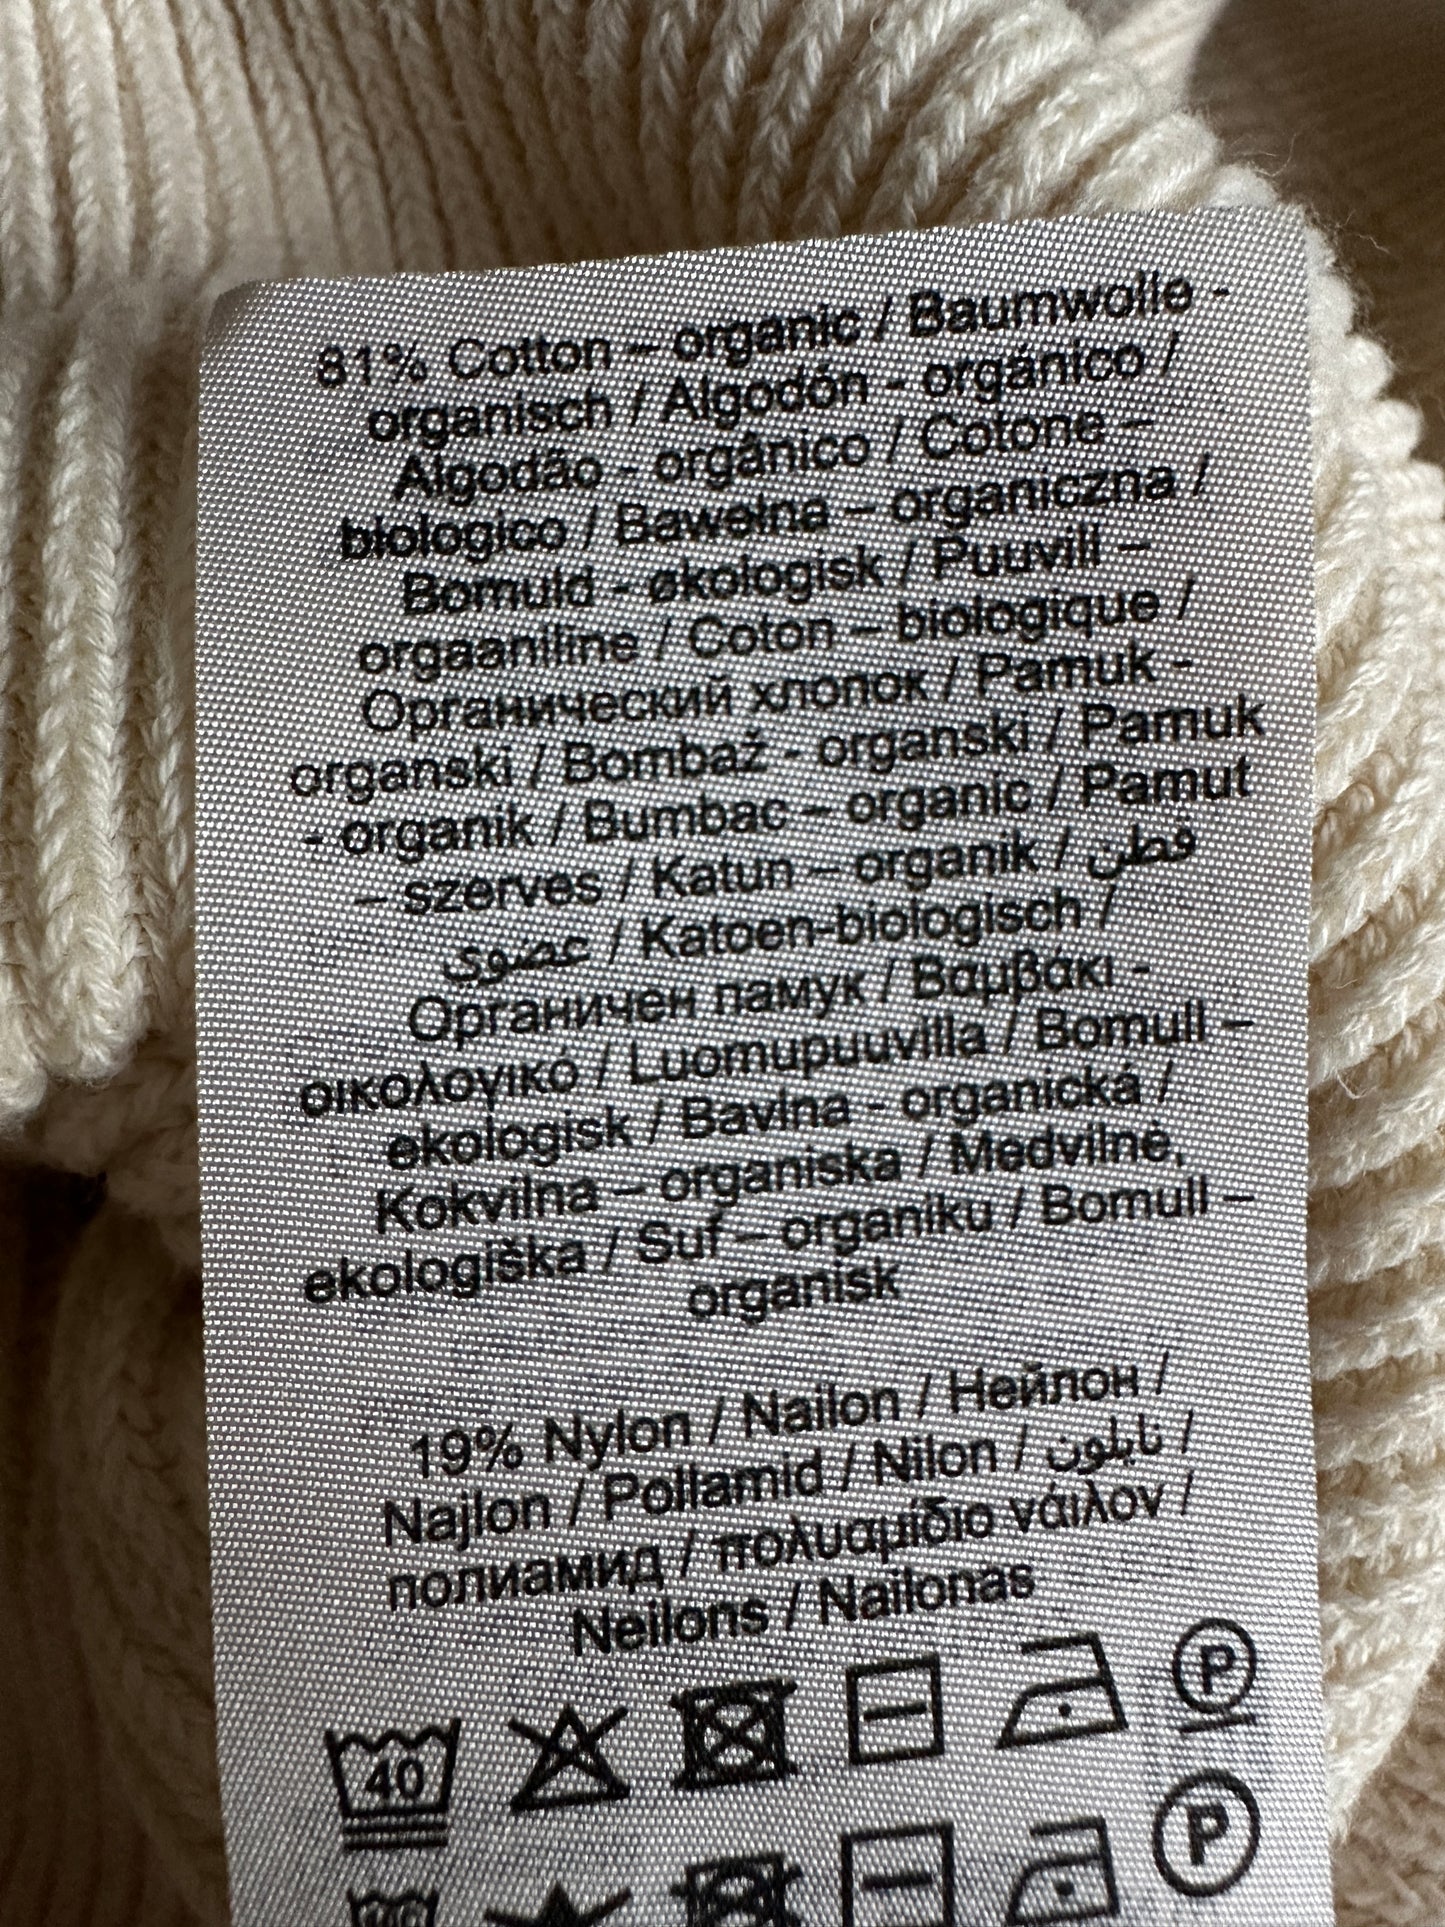 81% Cotton – organic / Baumwolle -
organisch / Algodón - orgánico /
Algodão - orgânico / Cotone –
biologico / Bawełna – organiczna /
Bomuld - økologisk / Puuvill –
orgaaniline / Coton – biologique /
Органический хлопок / Pamuk -
organski / Bombaž - organski / Pamuk
- organik / Bumbac – organic / Pamut
– szerves / Katun – organik / قطن
عضوي / Katoen-biologisch /
Органичен памук / Βαμβάκι -
οικολογικό / Luomupuuvilla / Bomull –
ekologisk / Bavlna - organická /
Kokvilna – organiska / Medvilnė,
ekologiška / Suf – organiku / Bomull –
organisk
19% Nylon / Nailon / Нейлон /
Najlon / Poliamid / Nilon / نايلون /
полиамид / πολυαμίδιο νάιλον /
Neilons / Nailonas
40 P
P